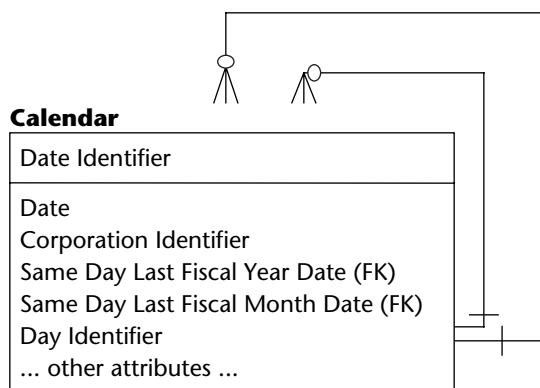 Calendar
Date Identifier
Date
Corporation Identifier
Same Day Last Fiscal Year Date (FK)
Same Day Last Fiscal Month Date (FK)
Day Identifier
... other attributes ...